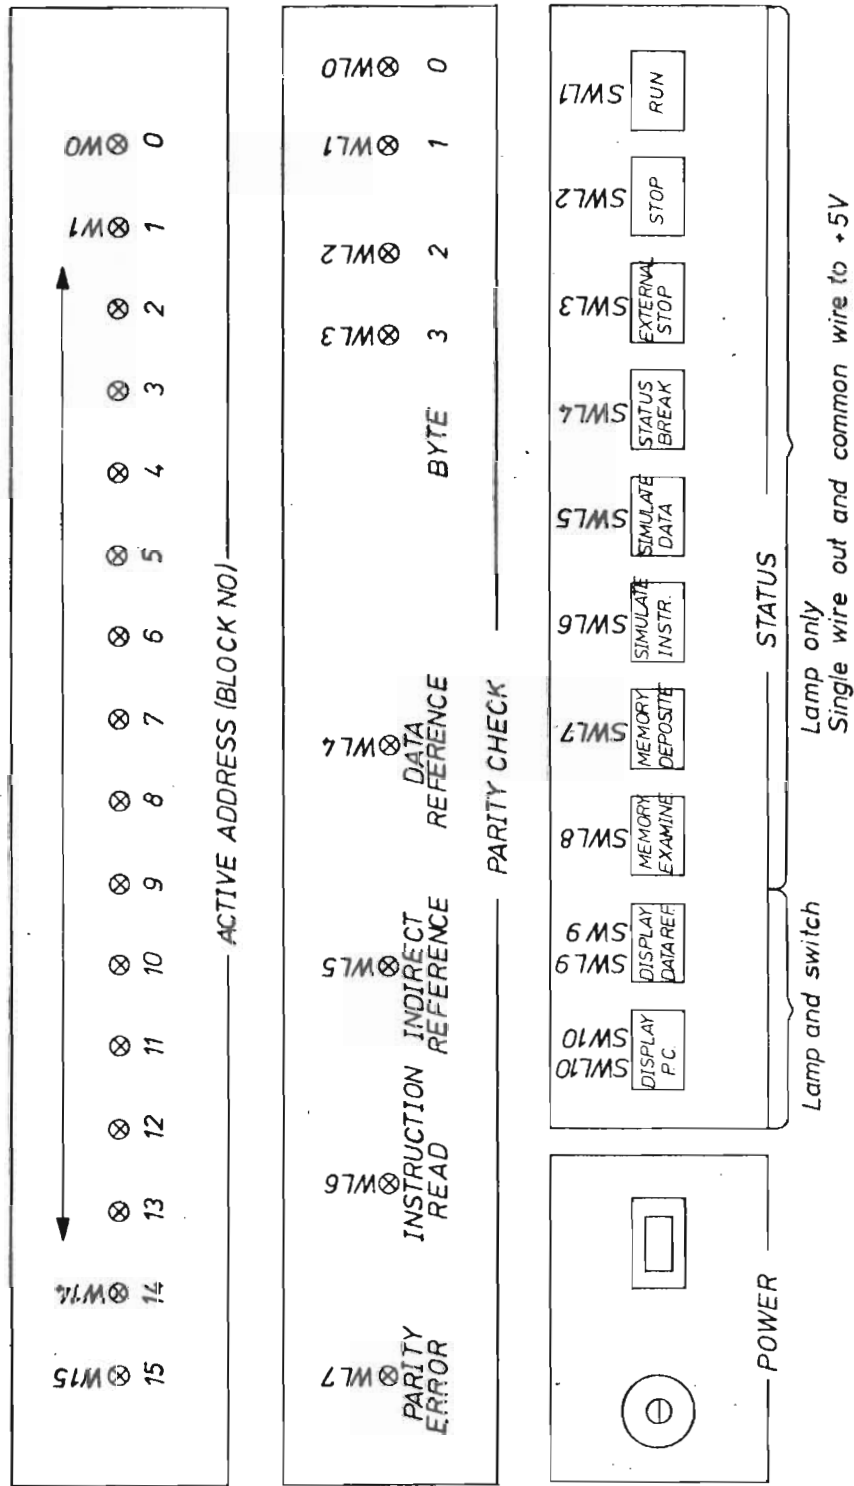 W15 W14 W1 W0
15 14 13 12 11 10 9 8 7 6 5 4 3 2 1 0
ACTIVE ADDRESS (BLOCK NO)
WL7 WL6 WL5 WL4 WL3 WL2 WL1 WL0
PARITY INSTRUCTION INDIRECT DATA BYTE 3 2 1 0
ERROR READ REFERENCE REFERENCE
PARITY CHECK
SWL10 SW10 SWL9 SW9 SWL8 SWL7 SWL6 SWL5 SWL4 SWL3 SWL2 SWL1
DISPLAY DISPLAY MEMORY MEMORY SIMULATE SIMULATE STATUS EXTERNAL STOP RUN
P.C. DATAREF. EXAMINE DEPOSITE INSTR. DATA BREAK STOP
POWER STATUS
Lamp and switch Lamp only
Single wire out and common wire to +5V